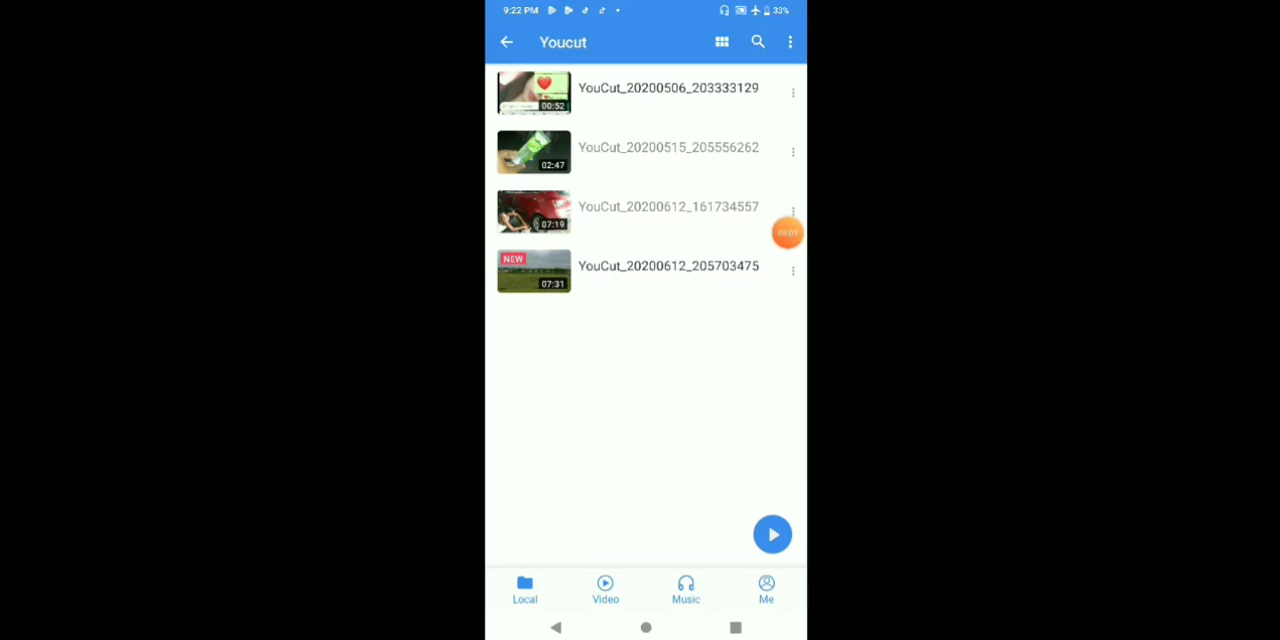 9:22 PM
33%
Youcut
YouCut_20200506_203333129
00:52
YouCut_20200515_205556262
02:47
YouCut_20200612_161734557
07:19
NEW
YouCut_20200612_205703475
07:31
Local
Video
Music
Me